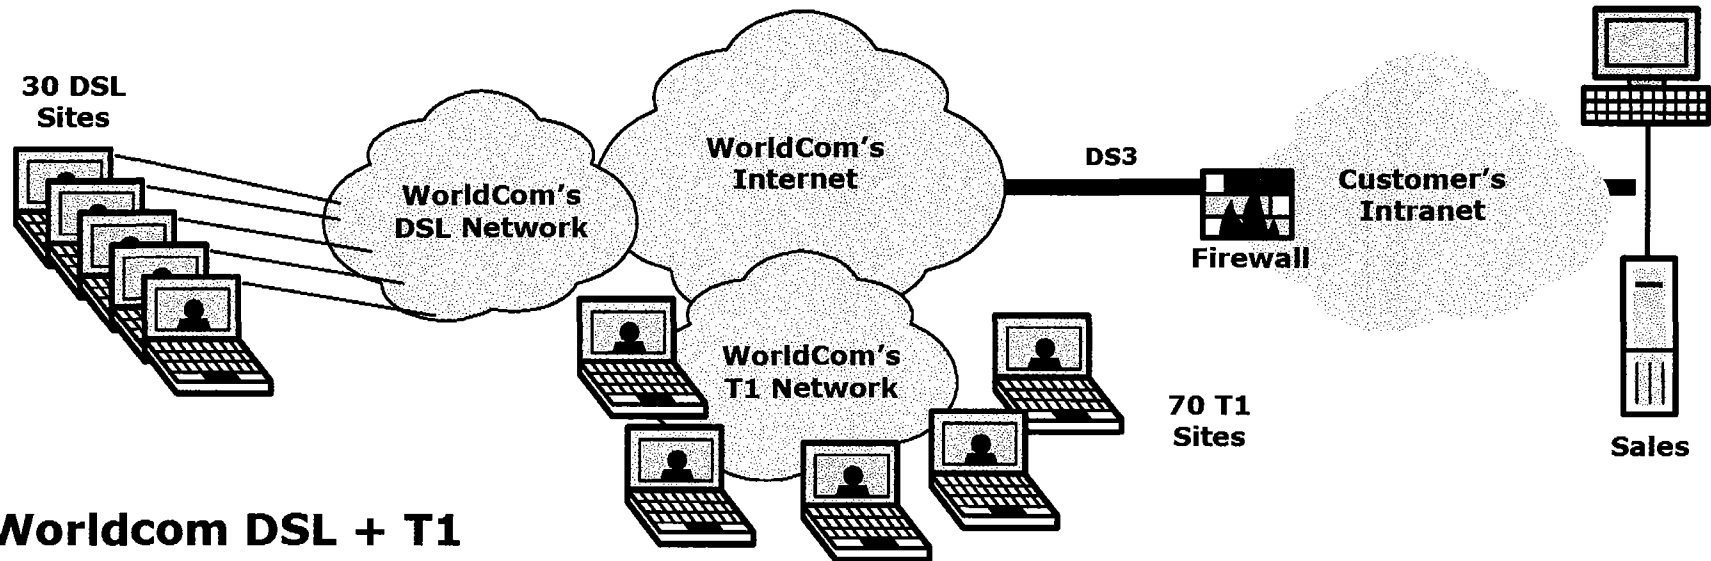 30 DSL
Sites
WorldCom's
DSL Network
WorldCom's
Internet
DS3
Firewall
Customer's
Intranet
WorldCom's
T1 Network
70 T1
Sites
Sales
Worldcom DSL + T1